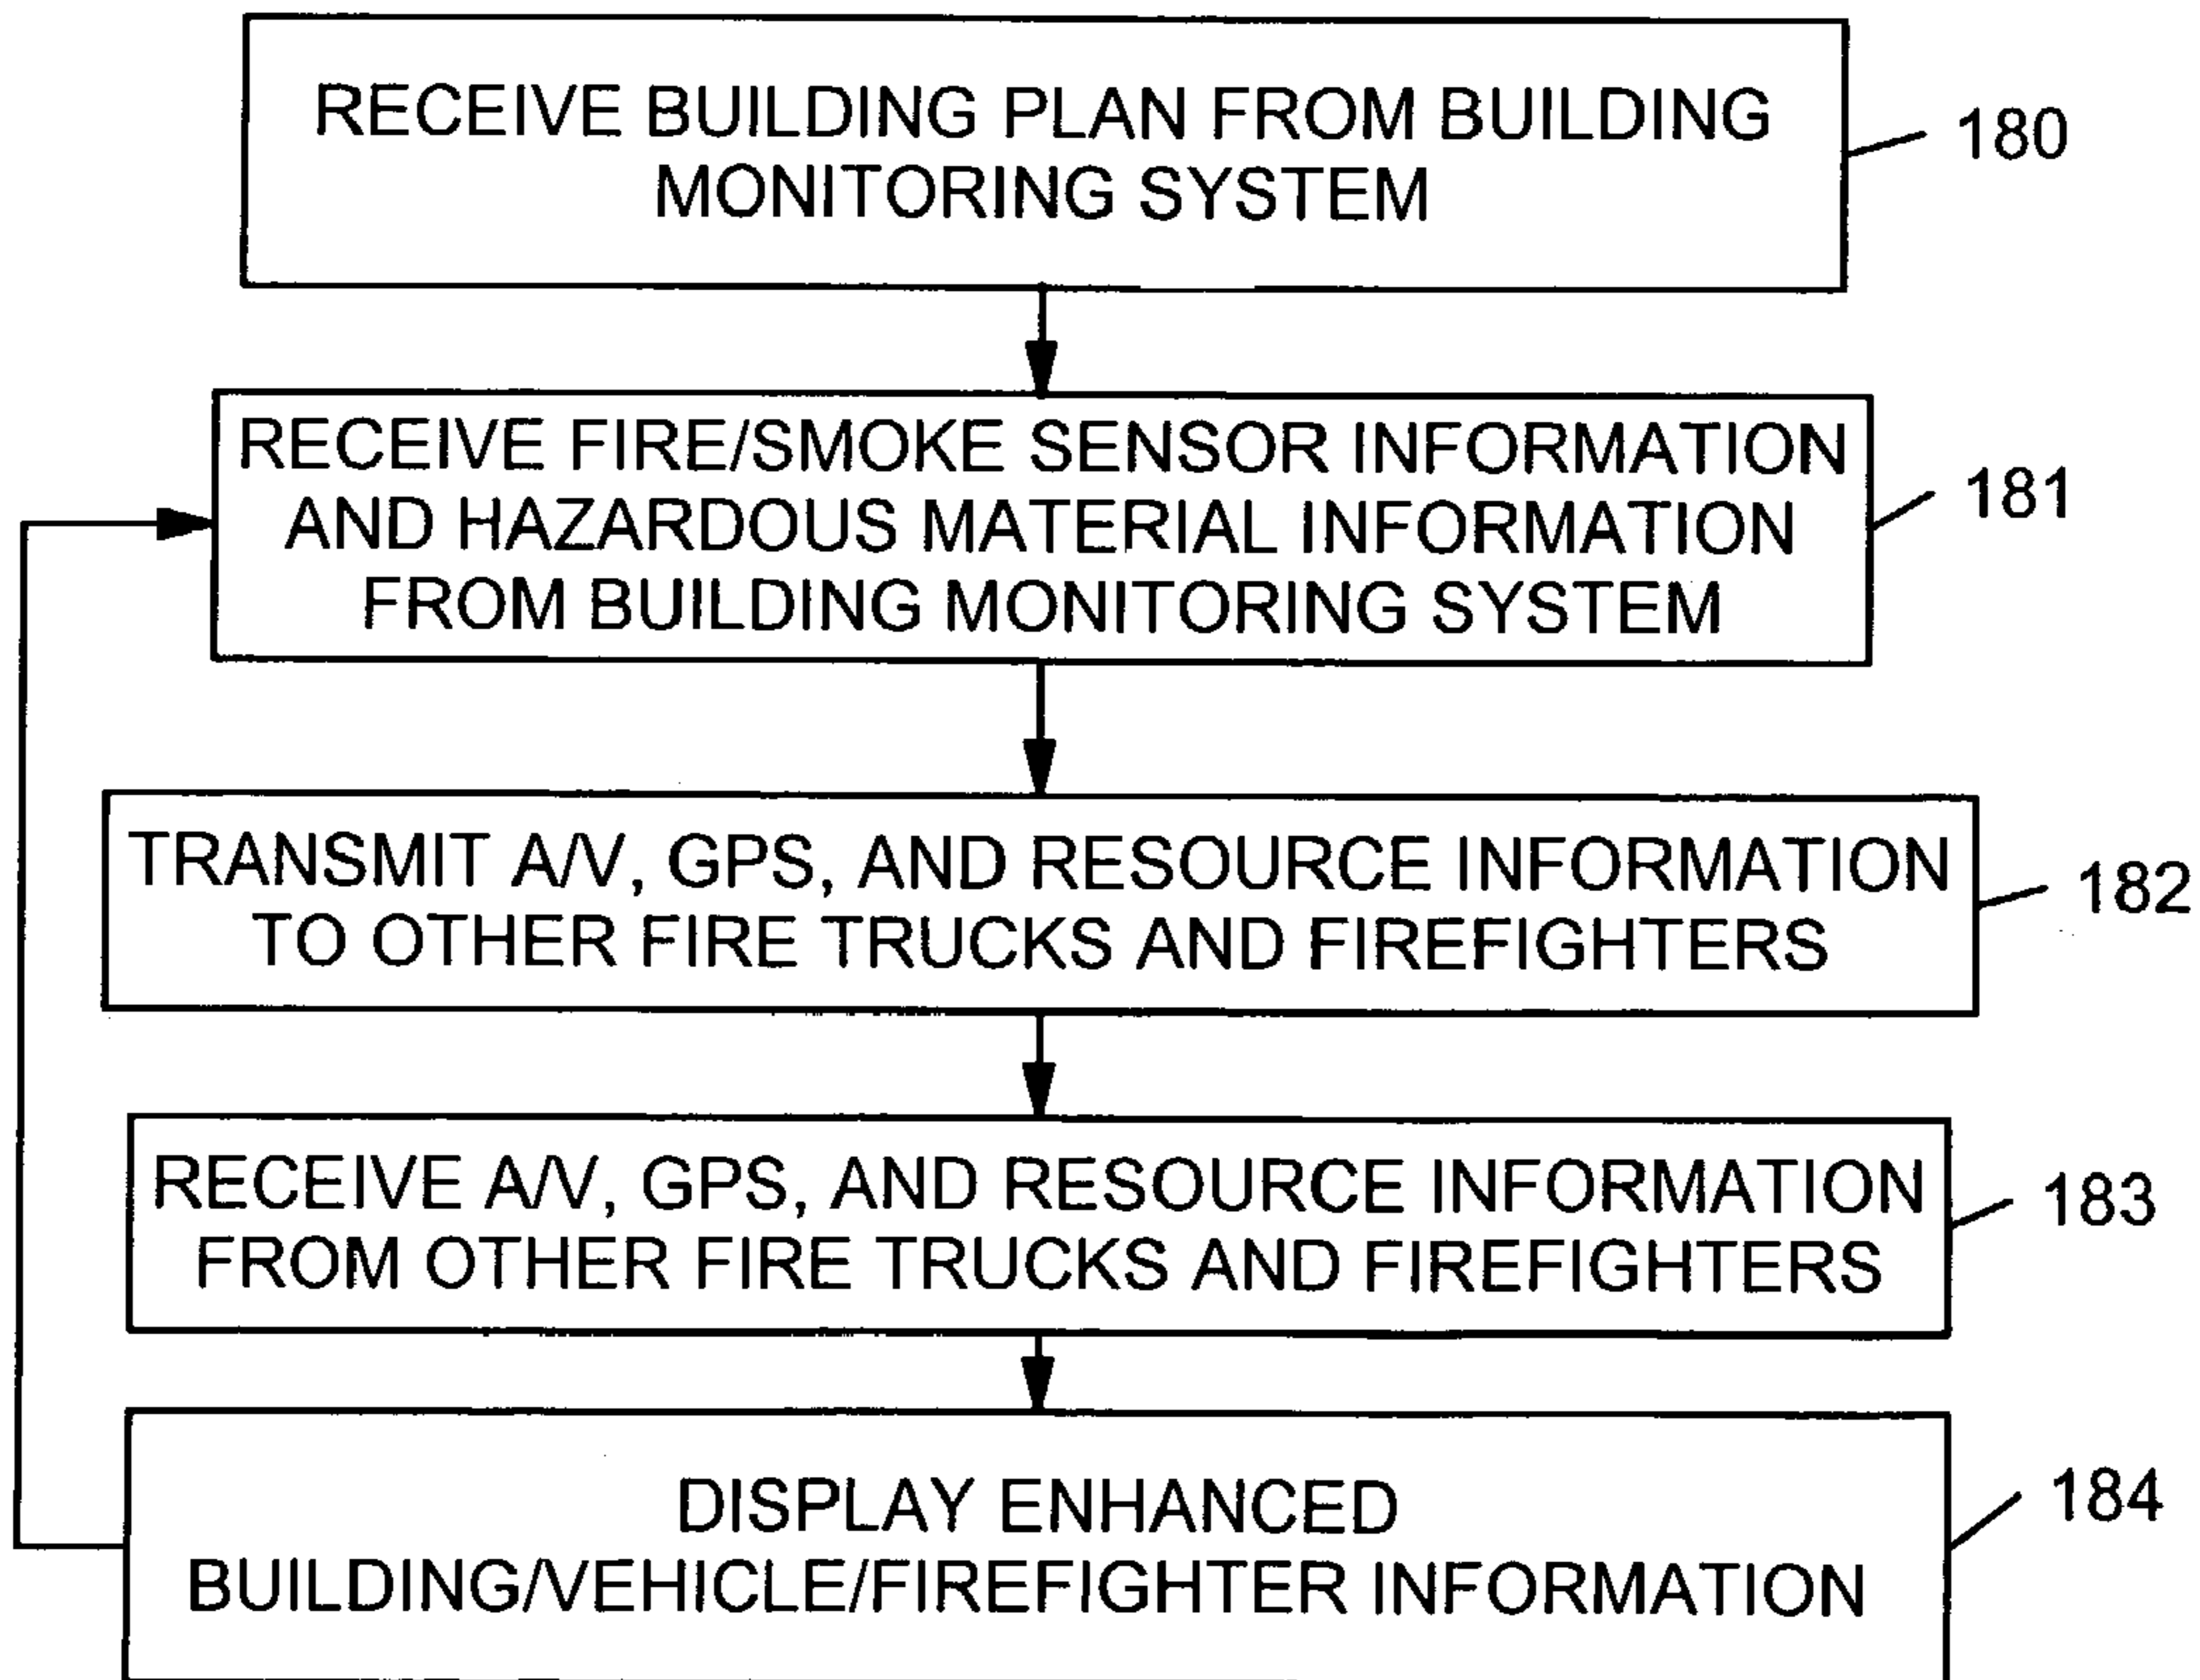 RECEIVE BUILDING PLAN FROM BUILDING
MONITORING SYSTEM
180
RECEIVE FIRE/SMOKE SENSOR INFORMATION
AND HAZARDOUS MATERIAL INFORMATION
FROM BUILDING MONITORING SYSTEM
181
TRANSMIT A/V, GPS, AND RESOURCE INFORMATION
TO OTHER FIRE TRUCKS AND FIREFIGHTERS
182
RECEIVE A/V, GPS, AND RESOURCE INFORMATION
FROM OTHER FIRE TRUCKS AND FIREFIGHTERS
183
DISPLAY ENHANCED
BUILDING/VEHICLE/FIREFIGHTER INFORMATION
184